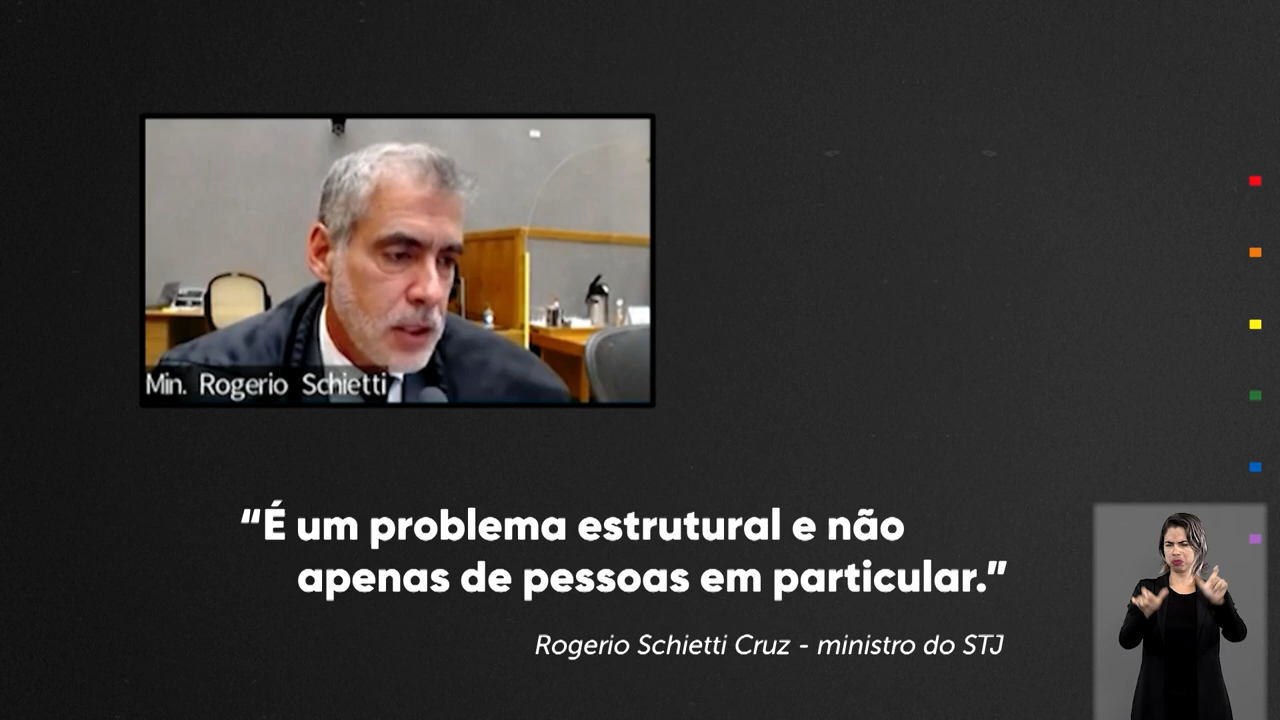 Min. Rogerio Schietti
“É um problema estrutural e não
apenas de pessoas em particular.”
Rogerio Schietti Cruz - ministro do STJ